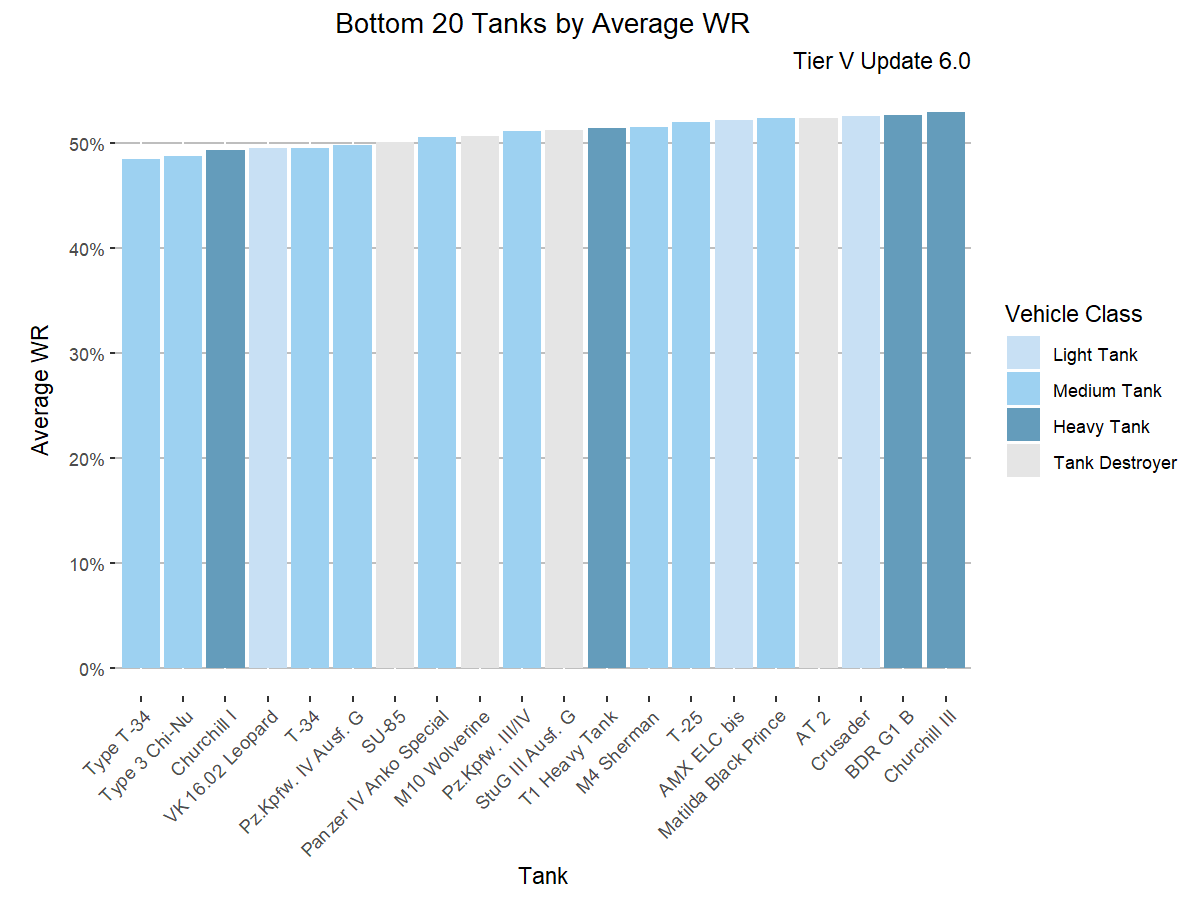 Bottom 20 Tanks by Average WR
Tier V Update 6.0
Average WR
50%
40%
30%
20%
10%
0%
Type T-34
Type 3 Chi-Nu
Churchill I
VK 16.02 Leopard
T-34
Pz.Kpfw. IV Ausf. G
SU-85
Panzer IV Anko Special
M10 Wolverine
Pz.Kpfw. III/IV
StuG III Ausf. G
T1 Heavy Tank
M4 Sherman
T-25
AMX ELC bis
Matilda Black Prince
AT 2
Crusader
BDR G1 B
Churchill III
Tank
Vehicle Class
Light Tank
Medium Tank
Heavy Tank
Tank Destroyer